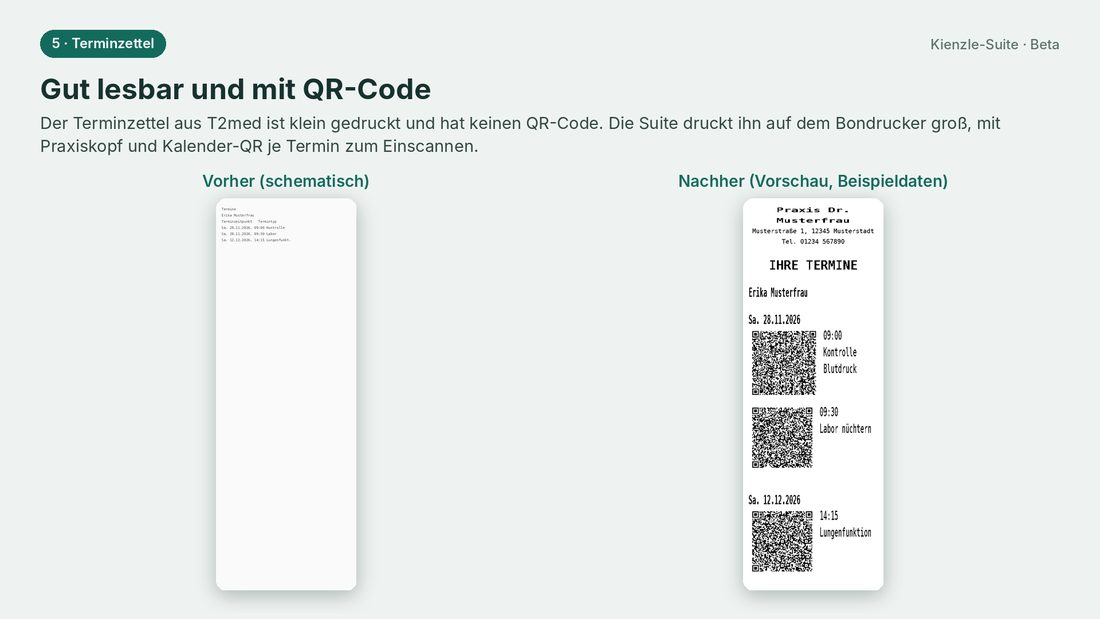 5 · Terminzettel
Kienzle-Suite · Beta
Gut lesbar und mit QR-Code
Der Terminzettel aus T2med ist klein gedruckt und hat keinen QR-Code. Die Suite druckt ihn auf dem Bondrucker groß, mit
Praxiskopf und Kalender-QR je Termin zum Einscannen.
Vorher (schematisch)
Termine
Erika Musterfrau
Terminzeitpunkt Termintyp
Sa. 28.11.2026, 09:00 Kontrolle
Sa. 28.11.2026, 09:30 Labor
Sa. 12.12.2026, 14:15 Lungenfunkt.
Nachher (Vorschau, Beispieldaten)
Praxis Dr.
Musterfrau
Musterstraße 1, 12345 Musterstadt
Tel. 01234 567890
IHRE TERMINE
Erika Musterfrau
Sa. 28.11.2026
09:00
Kontrolle
Blutdruck
09:30
Labor nüchtern
Sa. 12.12.2026
14:15
Lungenfunktion